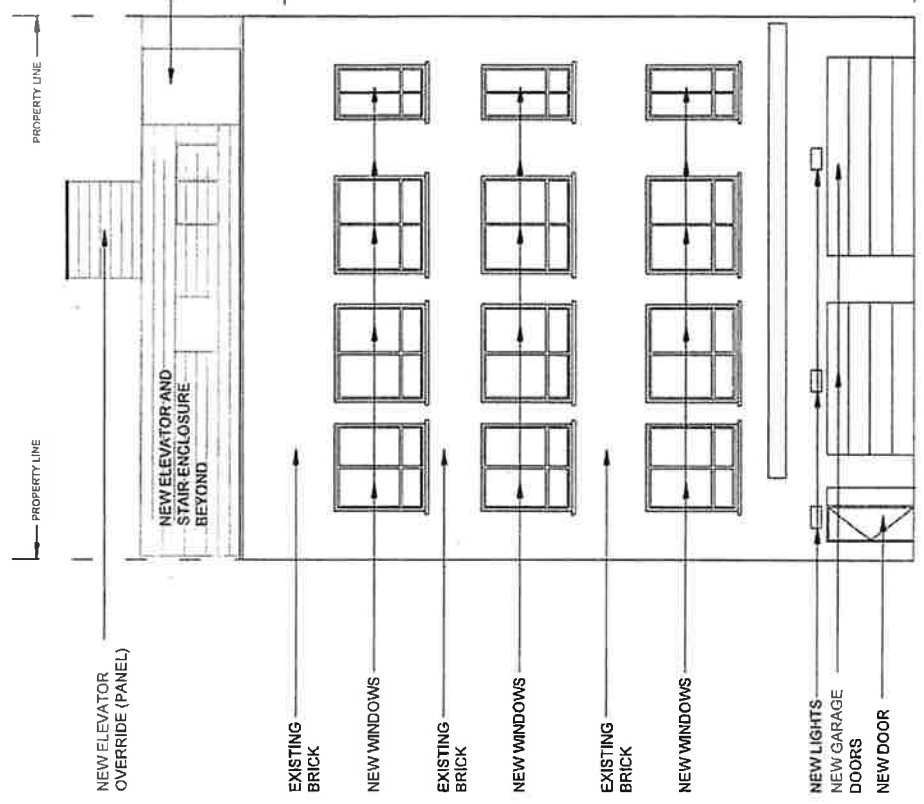 PROPERTY LINE
PROPERTY LINE
NEW ELEVATOR
OVERRIDE (PANEL)
NEW ELEVATOR AND
STAIR ENCLOSURE
BEYOND
EXISTING
BRICK
NEW WINDOWS
EXISTING
BRICK
NEW WINDOWS
EXISTING
BRICK
NEW WINDOWS
NEW LIGHTS
NEW GARAGE
DOORS
NEW DOOR